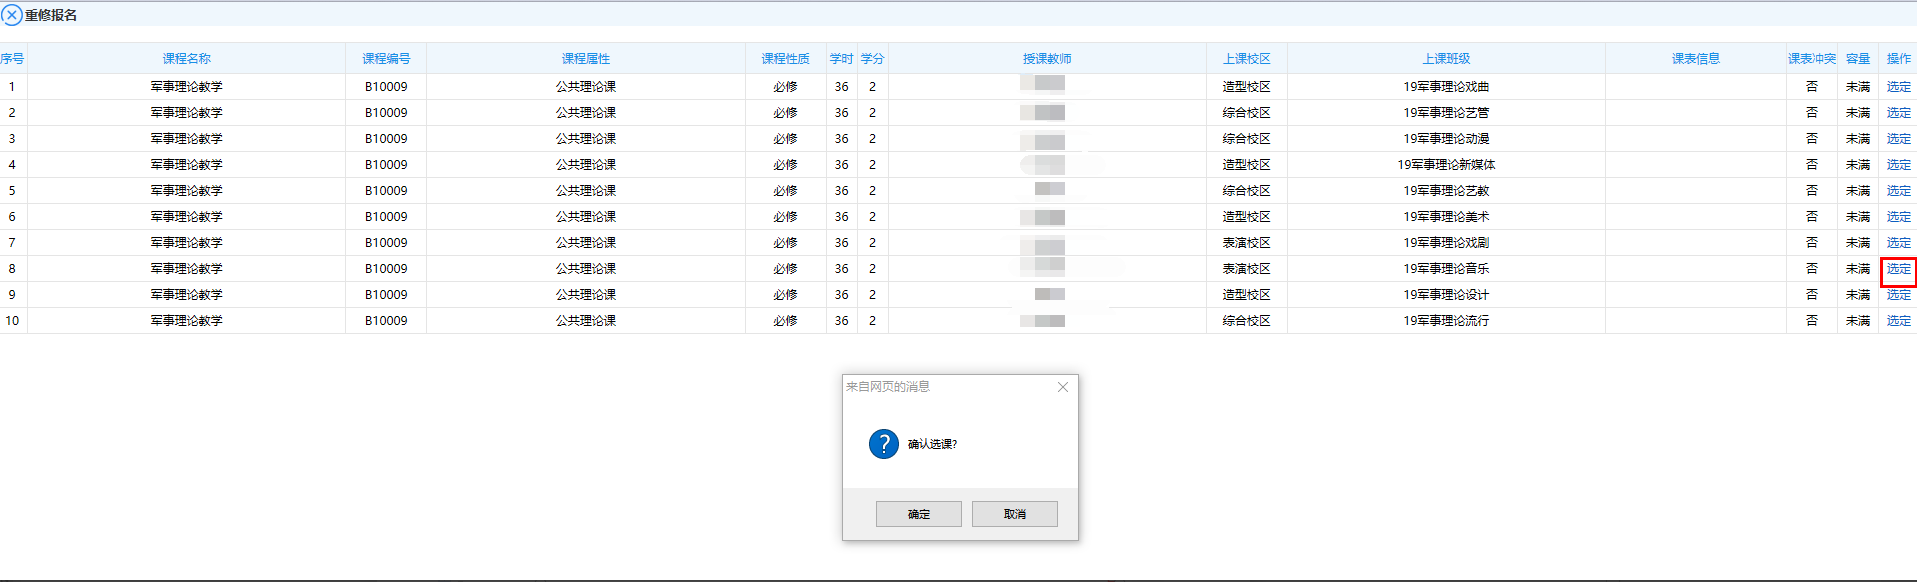 重修报名
序号 课程名称 课程编号 课程属性 课程性质 学时 学分 授课教师 上课校区 上课班级 课表信息 课表冲突 容量 操作
1 军事理论教学 B10009 公共理论课 必修 36 2 造型校区 19军事理论戏曲 否 未满 选定
2 军事理论教学 B10009 公共理论课 必修 36 2 综合校区 19军事理论艺管 否 未满 选定
3 军事理论教学 B10009 公共理论课 必修 36 2 综合校区 19军事理论动漫 否 未满 选定
4 军事理论教学 B10009 公共理论课 必修 36 2 造型校区 19军事理论新媒体 否 未满 选定
5 军事理论教学 B10009 公共理论课 必修 36 2 综合校区 19军事理论艺教 否 未满 选定
6 军事理论教学 B10009 公共理论课 必修 36 2 造型校区 19军事理论美术 否 未满 选定
7 军事理论教学 B10009 公共理论课 必修 36 2 表演校区 19军事理论戏剧 否 未满 选定
8 军事理论教学 B10009 公共理论课 必修 36 2 表演校区 19军事理论音乐 否 未满 选定
9 军事理论教学 B10009 公共理论课 必修 36 2 造型校区 19军事理论设计 否 未满 选定
10 军事理论教学 B10009 公共理论课 必修 36 2 综合校区 19军事理论流行 否 未满 选定
来自网页的消息
确认选课?
确定 取消